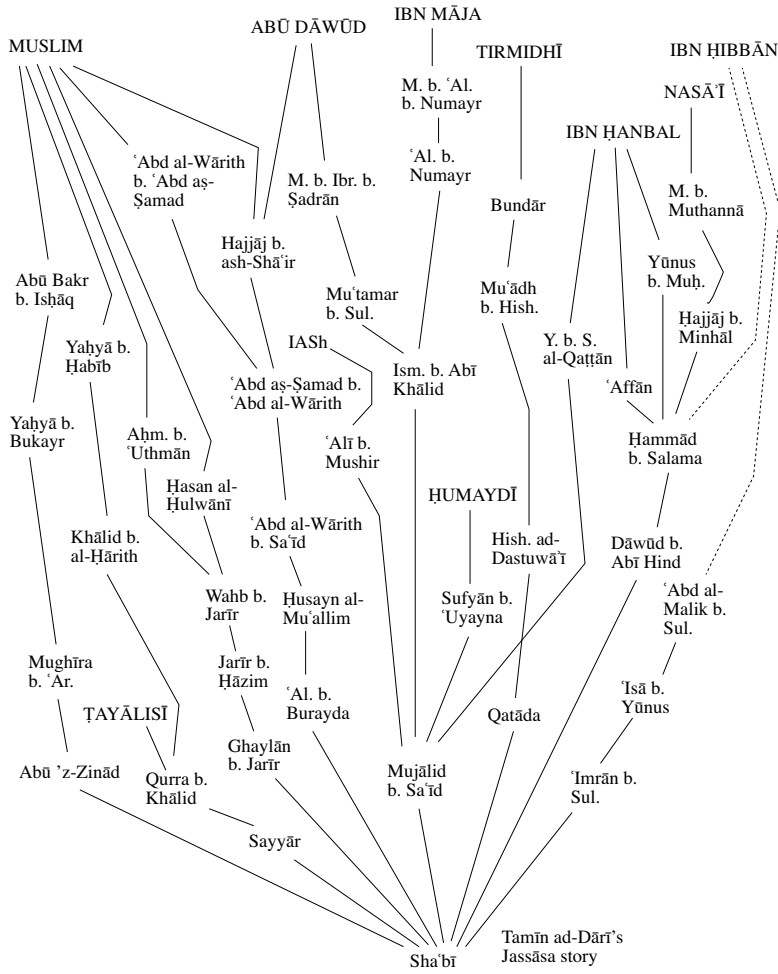 IBN MĀJA
ABŪ DĀWŪD
MUSLIM
TIRMIDHĪ
IBN ḤIBBĀN
M. b. ʿAl.
b. Numayr
NASĀʾĪ
IBN ḤANBAL
ʿAbd al-Wārith
b. ʿAbd aṣ-
Ṣamad
ʿAl. b.
Numayr
M. b. Ibr. b.
Ṣadrān
M. b.
Muthannā
Bundār
Hajjāj b.
ash-Shāʿir
Abū Bakr
b. Isḥāq
Muʿtamar
b. Sul.
Muʿādh
b. Hish.
Yūnus
b. Muḥ.
Ḥajjāj b.
Minhāl
Yaḥyā b.
Ḥabīb
IASh
Y. b. S.
al-Qaṭṭān
ʿAbd aṣ-Ṣamad b.
ʿAbd al-Wārith
Ism. b. Abī
Khālid
ʿAffān
Yaḥyā b.
Bukayr
Aḥm. b.
ʿUthmān
ʿAlī b.
Mushir
Ḥammād
b. Salama
Ḥasan al-
Ḥulwānī
ḤUMAYDĪ
Khālid b.
al-Ḥārith
ʿAbd al-Wārith
b. Saʿīd
Hish. ad-
Dastuwāʾī
Dāwūd b.
Abī Hind
Wahb b.
Jarīr
Ḥusayn al-
Muʿallim
Sufyān b.
ʿUyayna
ʿAbd al-
Malik b.
Sul.
Mughīra
b. ʿAr.
Jarīr b.
Ḥāzim
ʿAl. b.
Burayda
Qatāda
ʿĪsā b.
Yūnus
ṬAYĀLISĪ
Ghaylān
b. Jarīr
Abū ’z-Zinād
Qurra b.
Khālid
Mujālid
b. Saʿīd
ʿImrān b.
Sul.
Sayyār
Shaʿbī
Tamīn ad-Dārī’s
Jassāsa story